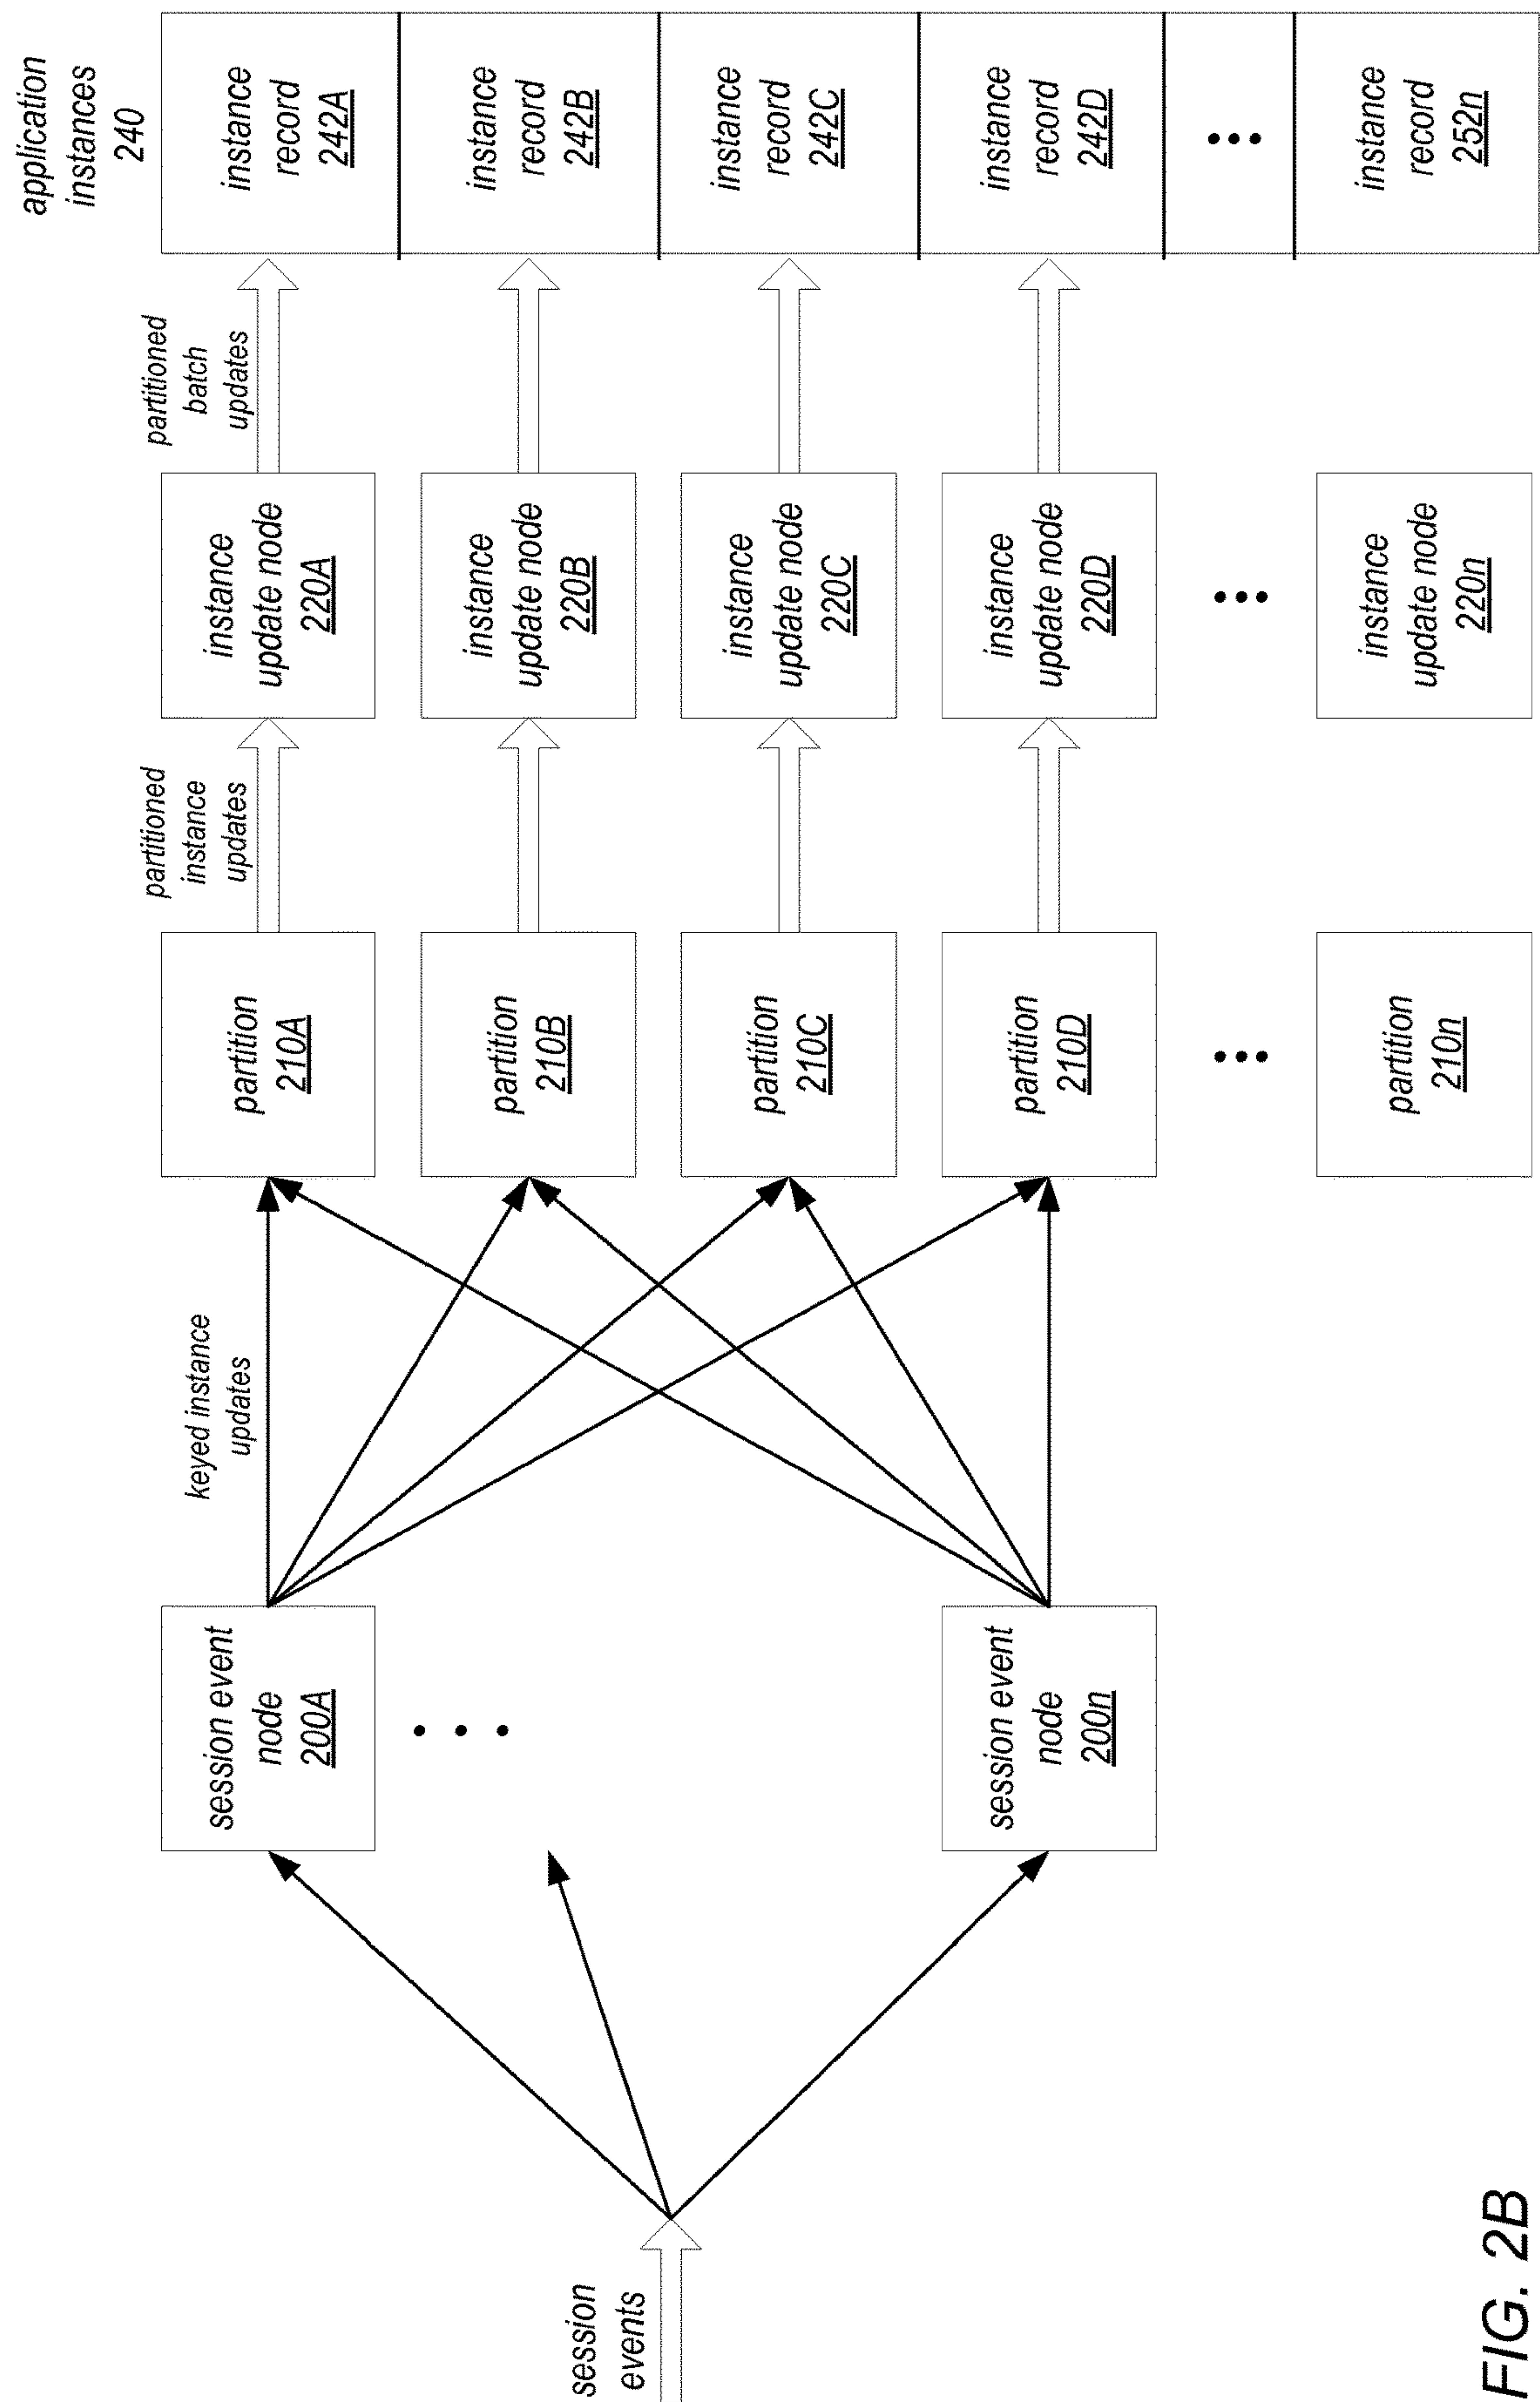 session
events
session event
node
200A
session event
node
200n
keyed instance
updates
partition
210A
partition
210B
partition
210C
partition
210D
partition
210n
partitioned
instance
updates
instance
update node
220A
instance
update node
220B
instance
update node
220C
instance
update node
220D
instance
update node
220n
partitioned
batch
updates
application
instances
240
instance
record
242A
instance
record
242B
instance
record
242C
instance
record
242D
instance
record
252n
FIG. 2B